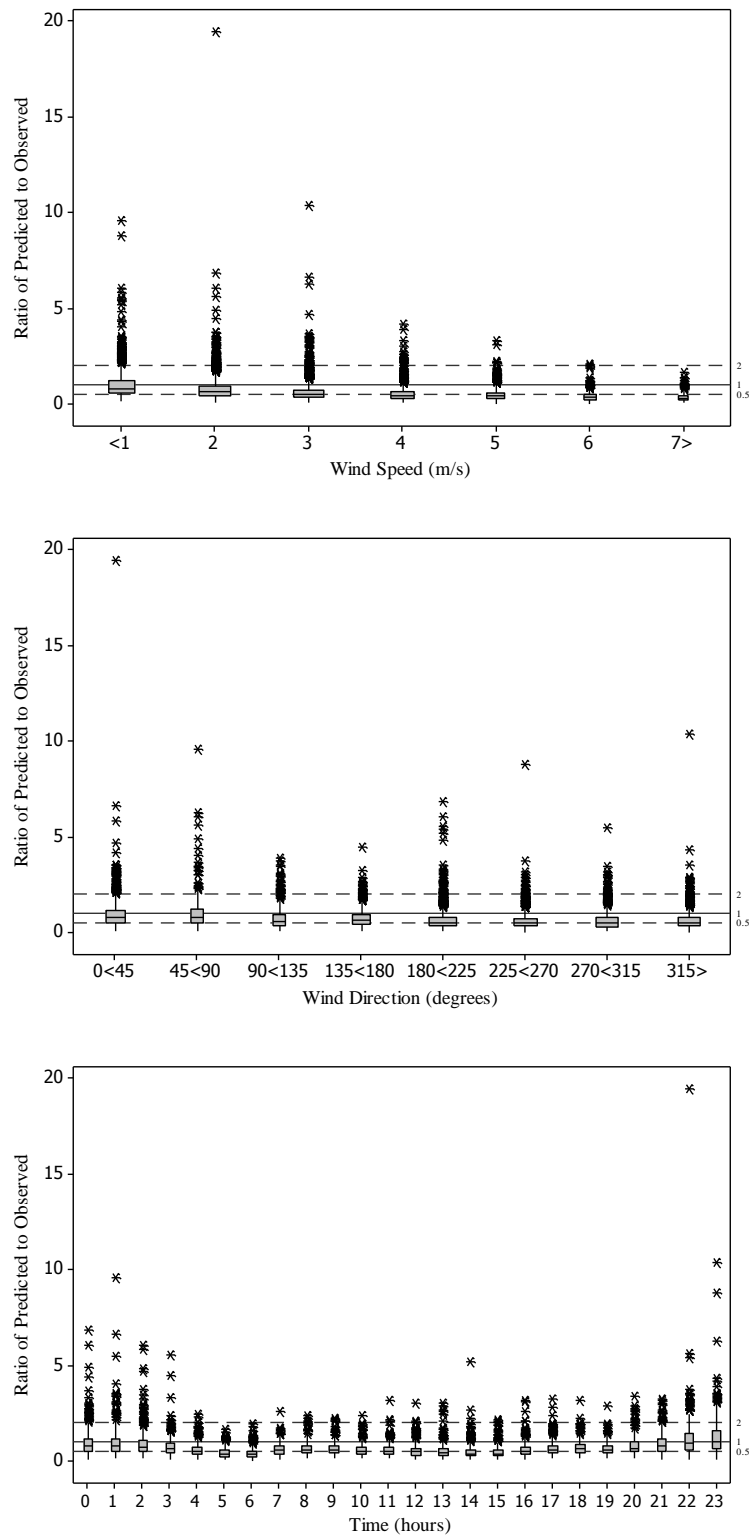 20
15
10
5
0
Ratio of Predicted to Observed
2
1
0.5
<1 2 3 4 5 6 7>
Wind Speed (m/s)
20
15
10
5
0
Ratio of Predicted to Observed
2
1
0.5
0<45 45<90 90<135 135<180 180<225 225<270 270<315 315>
Wind Direction (degrees)
20
15
10
5
0
Ratio of Predicted to Observed
2
1
0.5
0 1 2 3 4 5 6 7 8 9 10 11 12 13 14 15 16 17 18 19 20 21 22 23
Time (hours)